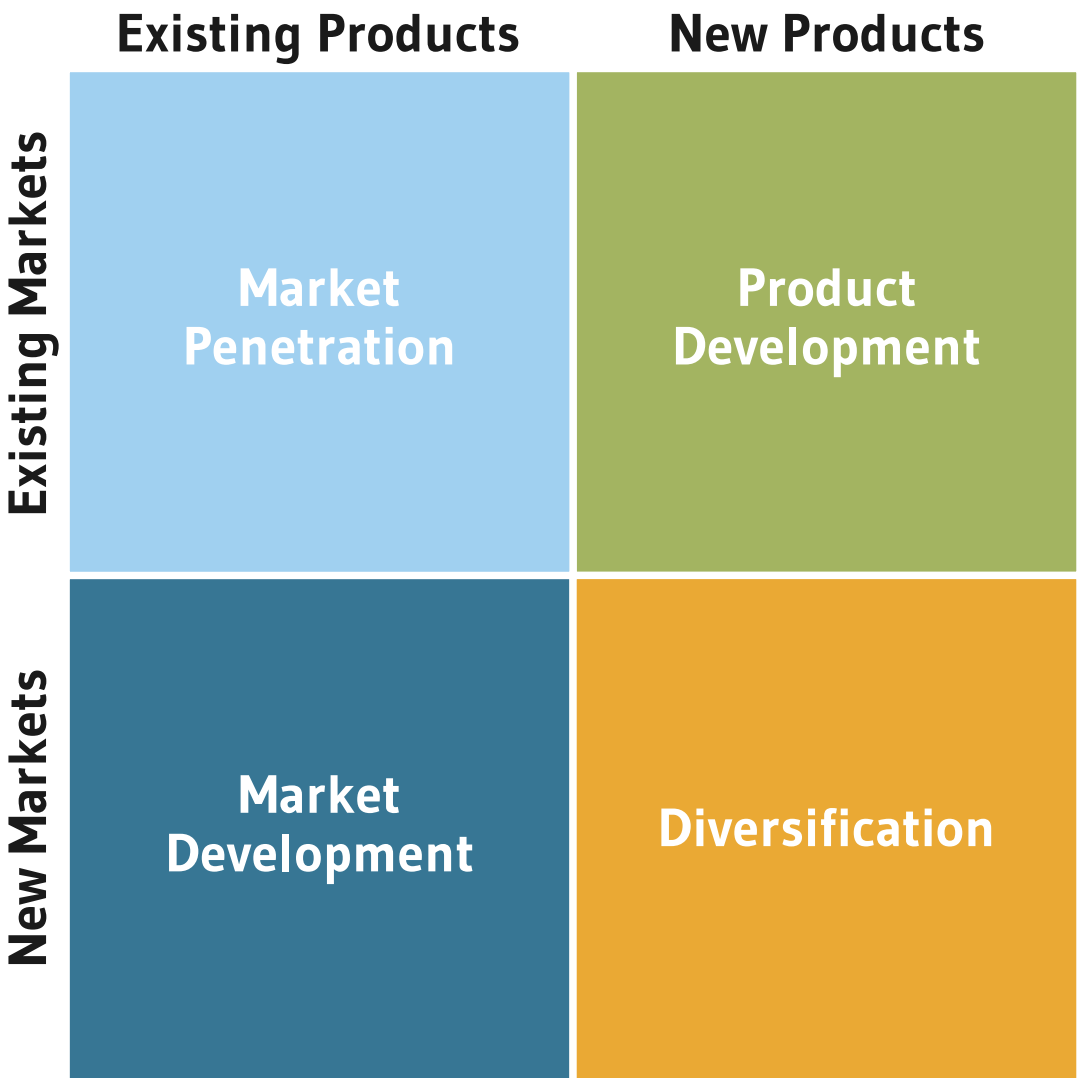 Existing Products
New Products
Existing Markets
Market
Penetration
Product
Development
New Markets
Market
Development
Diversification